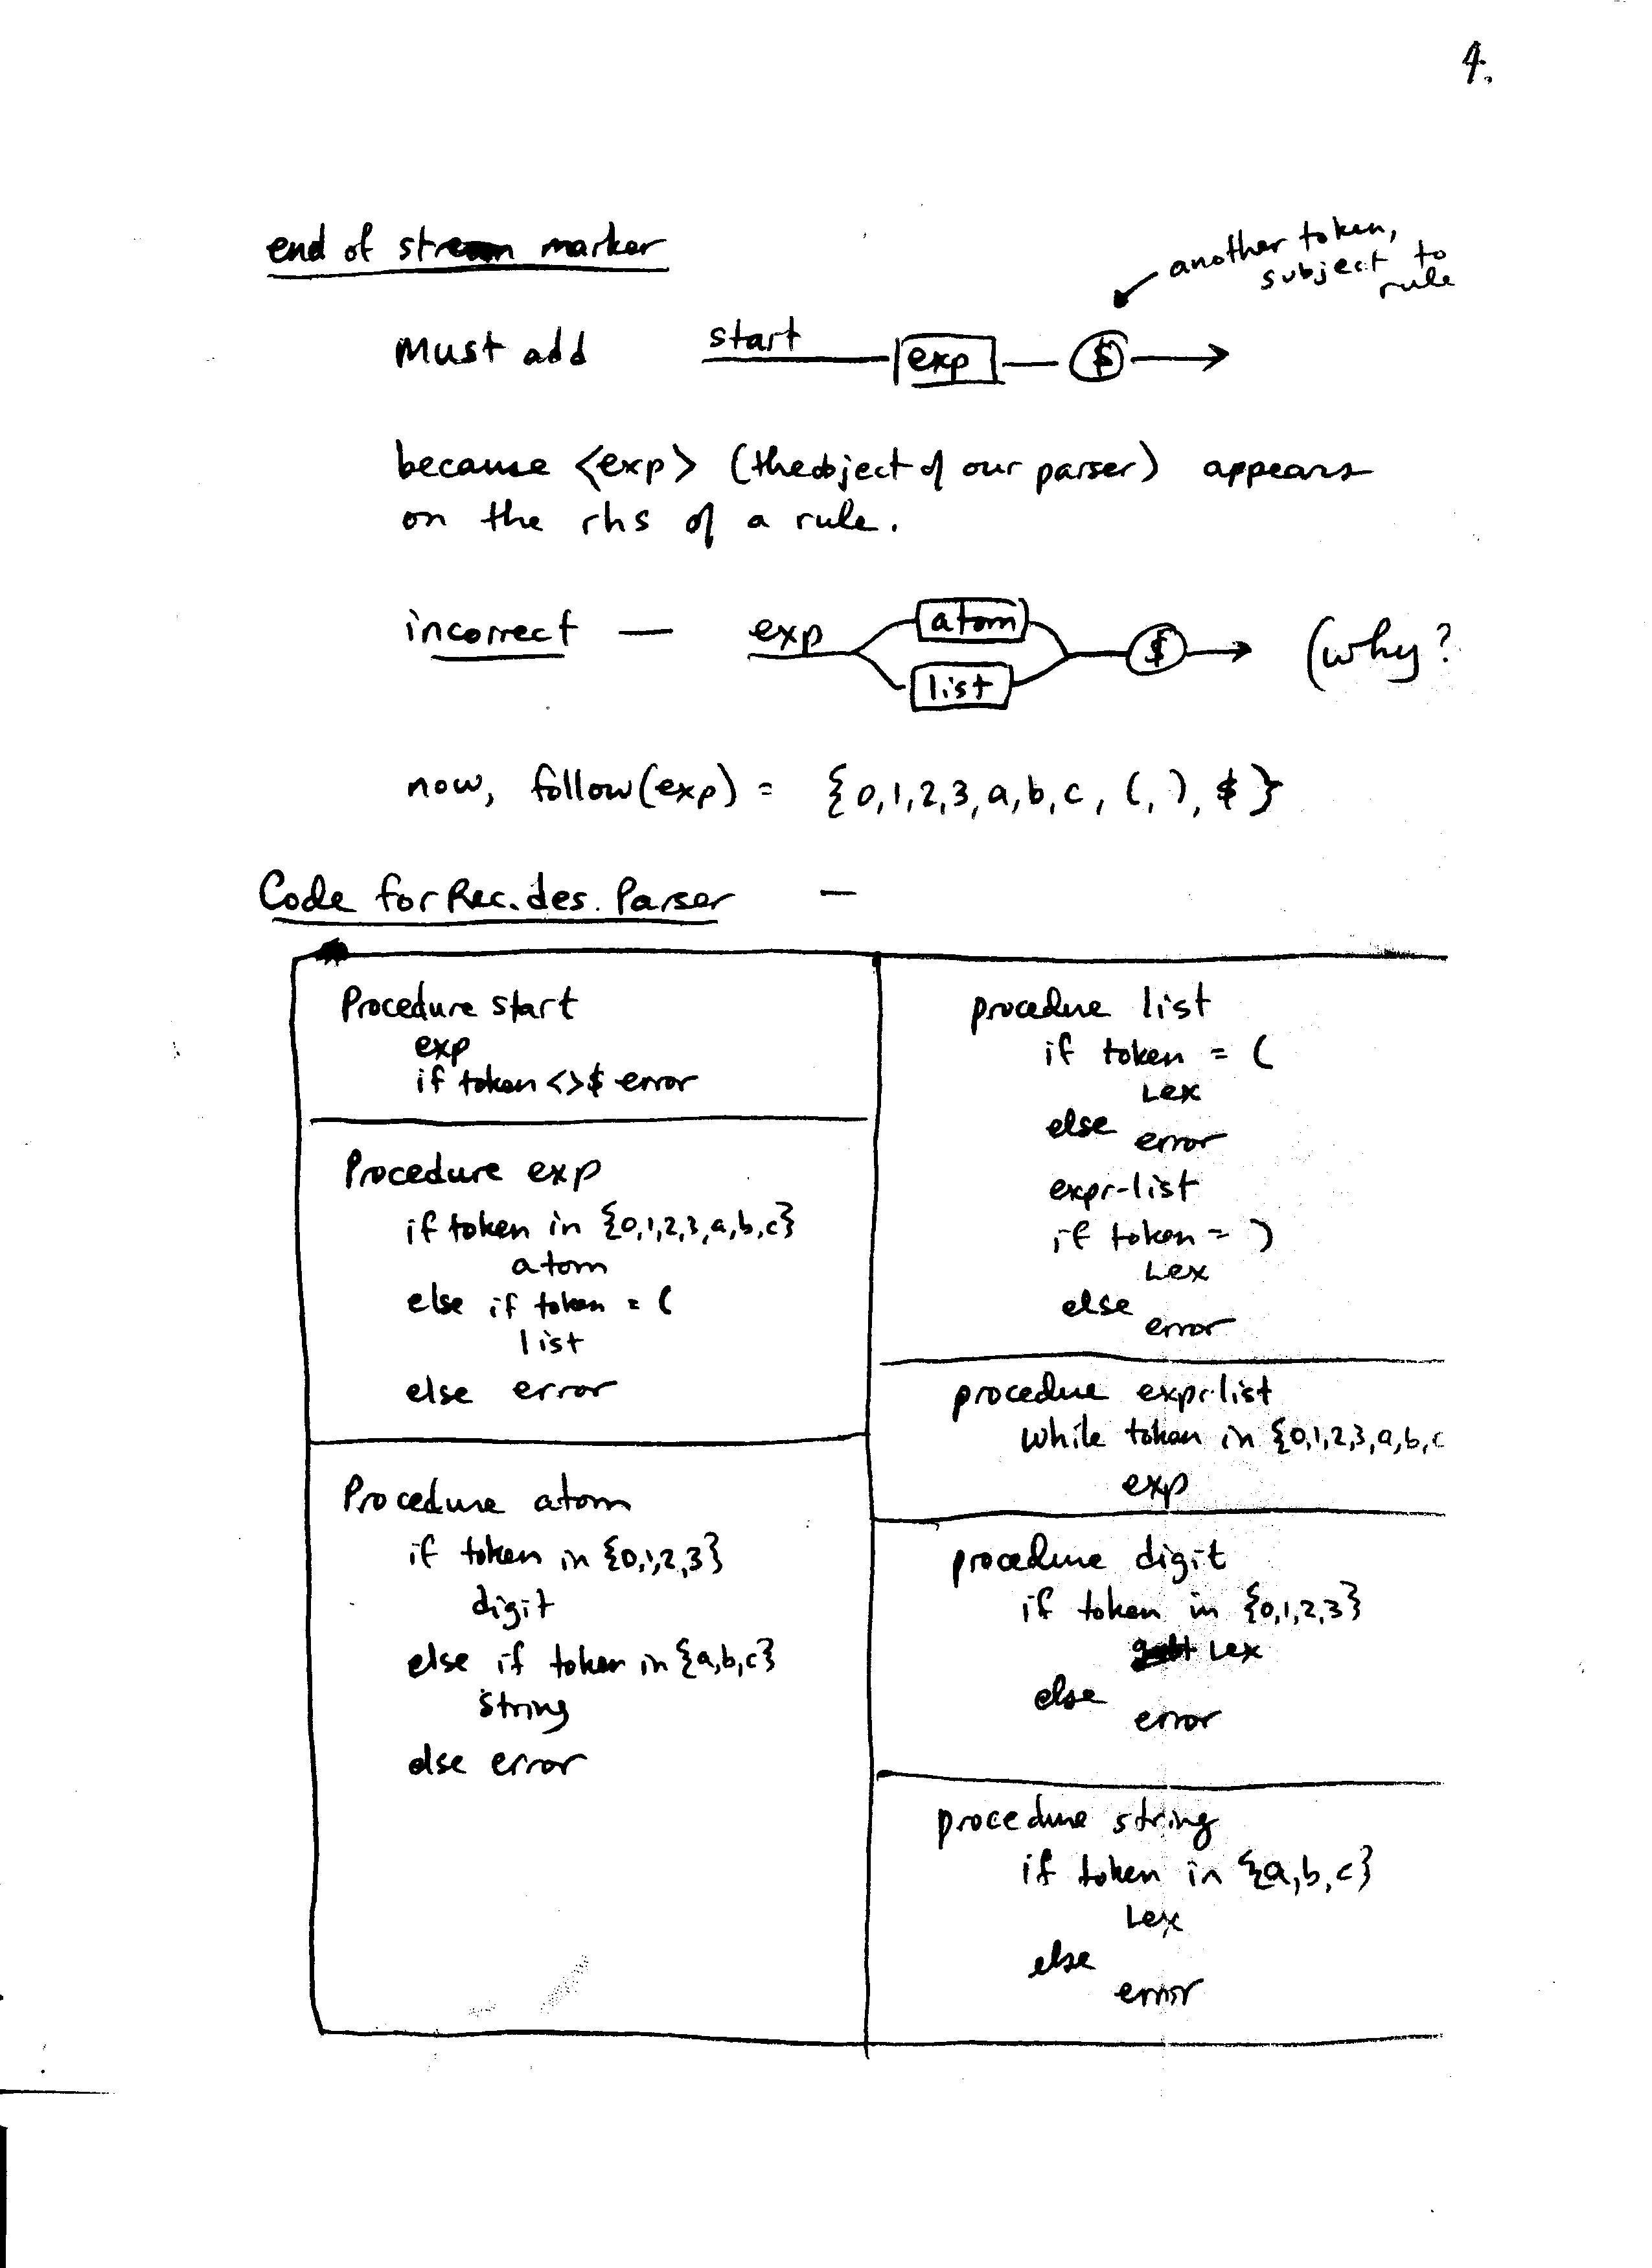 4.
end of stream marker
another token,
subject to
rule
Must add start exp $
because <exp> (the object of our parser) appears
on the rhs of a rule.
incorrect — exp atom list $ (why?
now, follow(exp) = {0,1,2,3,a,b,c, (, ), $}
Code for Rec. des. Parser —
Procedure start
exp
if token <>$ error
Procedure exp
if token in {0,1,2,3,a,b,c}
atom
else if token = (
list
else error
Procedure atom
if token in {0,1,2,3}
digit
else if token in {a,b,c}
string
else error
procedure list
if token = (
Lex
else
error
expr-list
if token = )
Lex
else
error
procedure expr-list
while token in {0,1,2,3,a,b,c
exp
procedure digit
if token in {0,1,2,3}
Lex
else
error
procedure string
if token in {a,b,c}
Lex
else
error